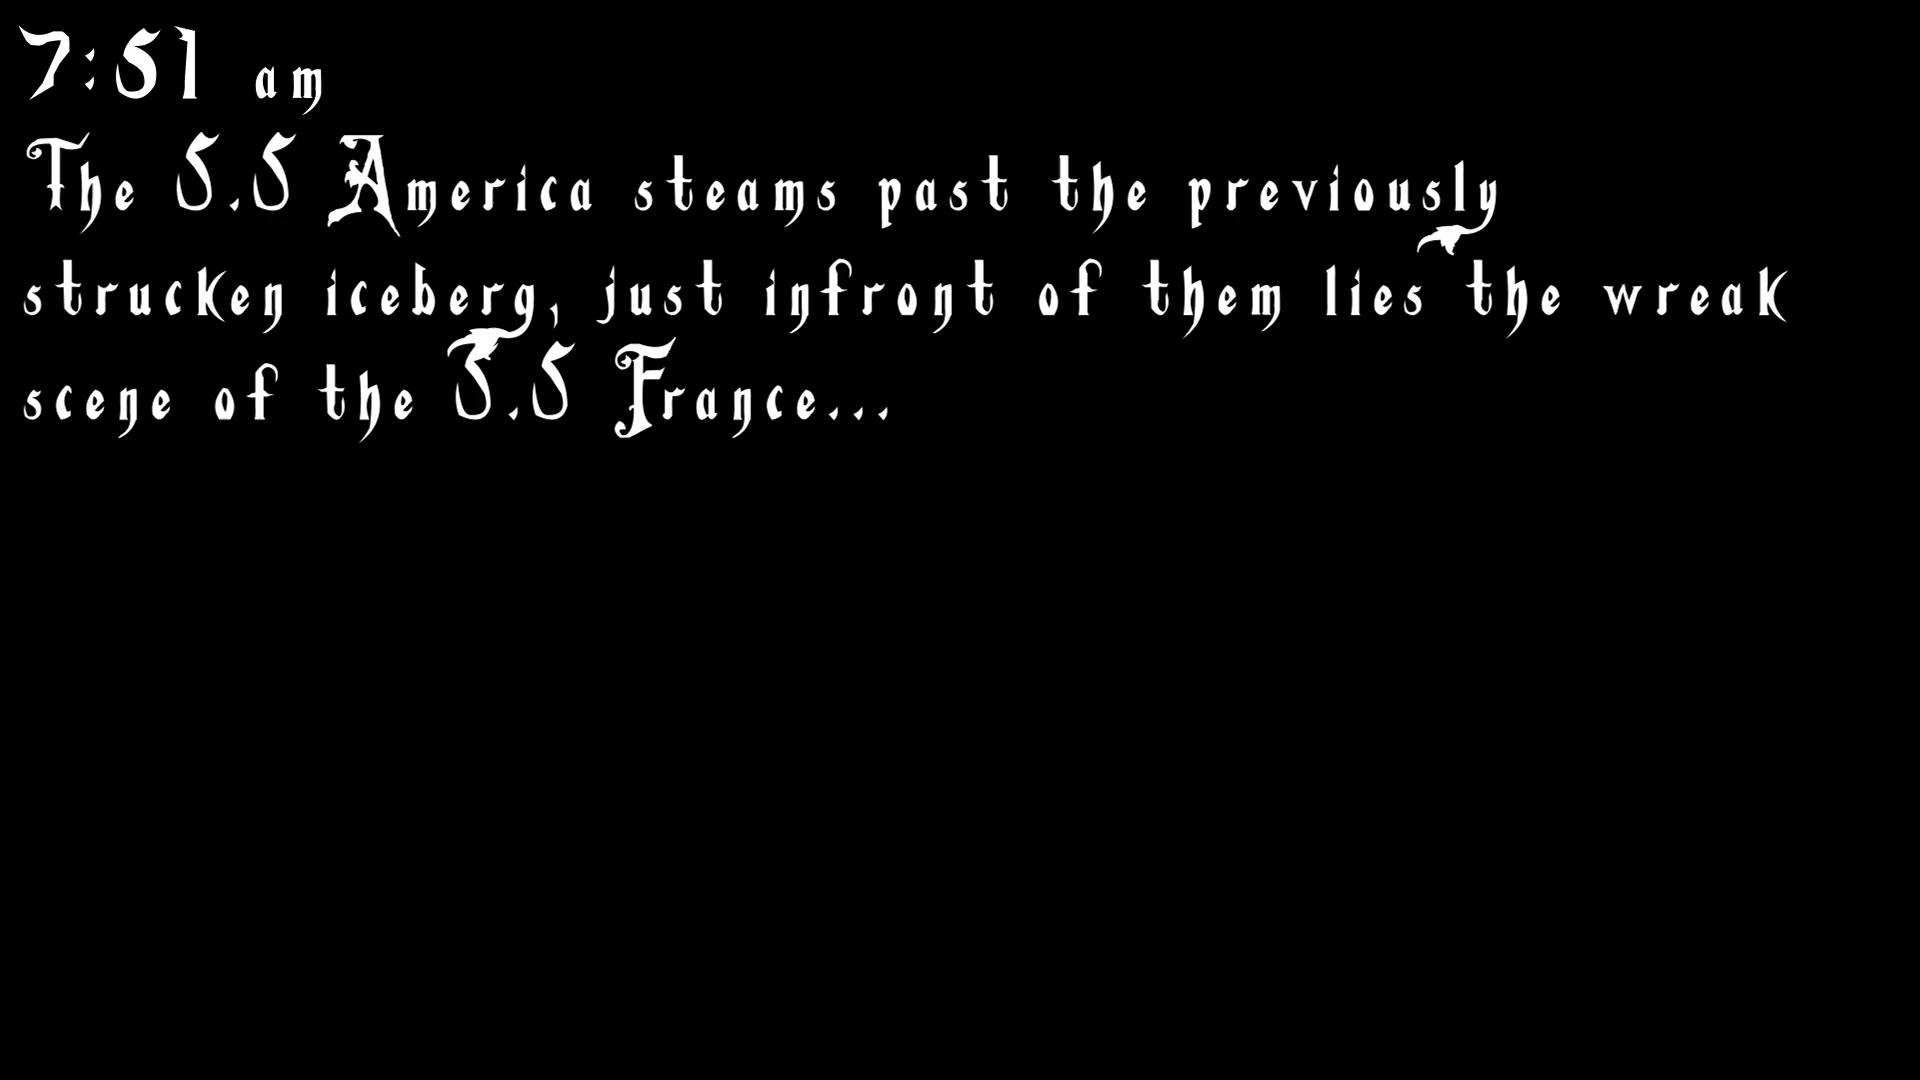 7:51 am
The S.S America steams past the previously
strucken iceberg, just infront of them lies the wreak
scene of the S.S France...